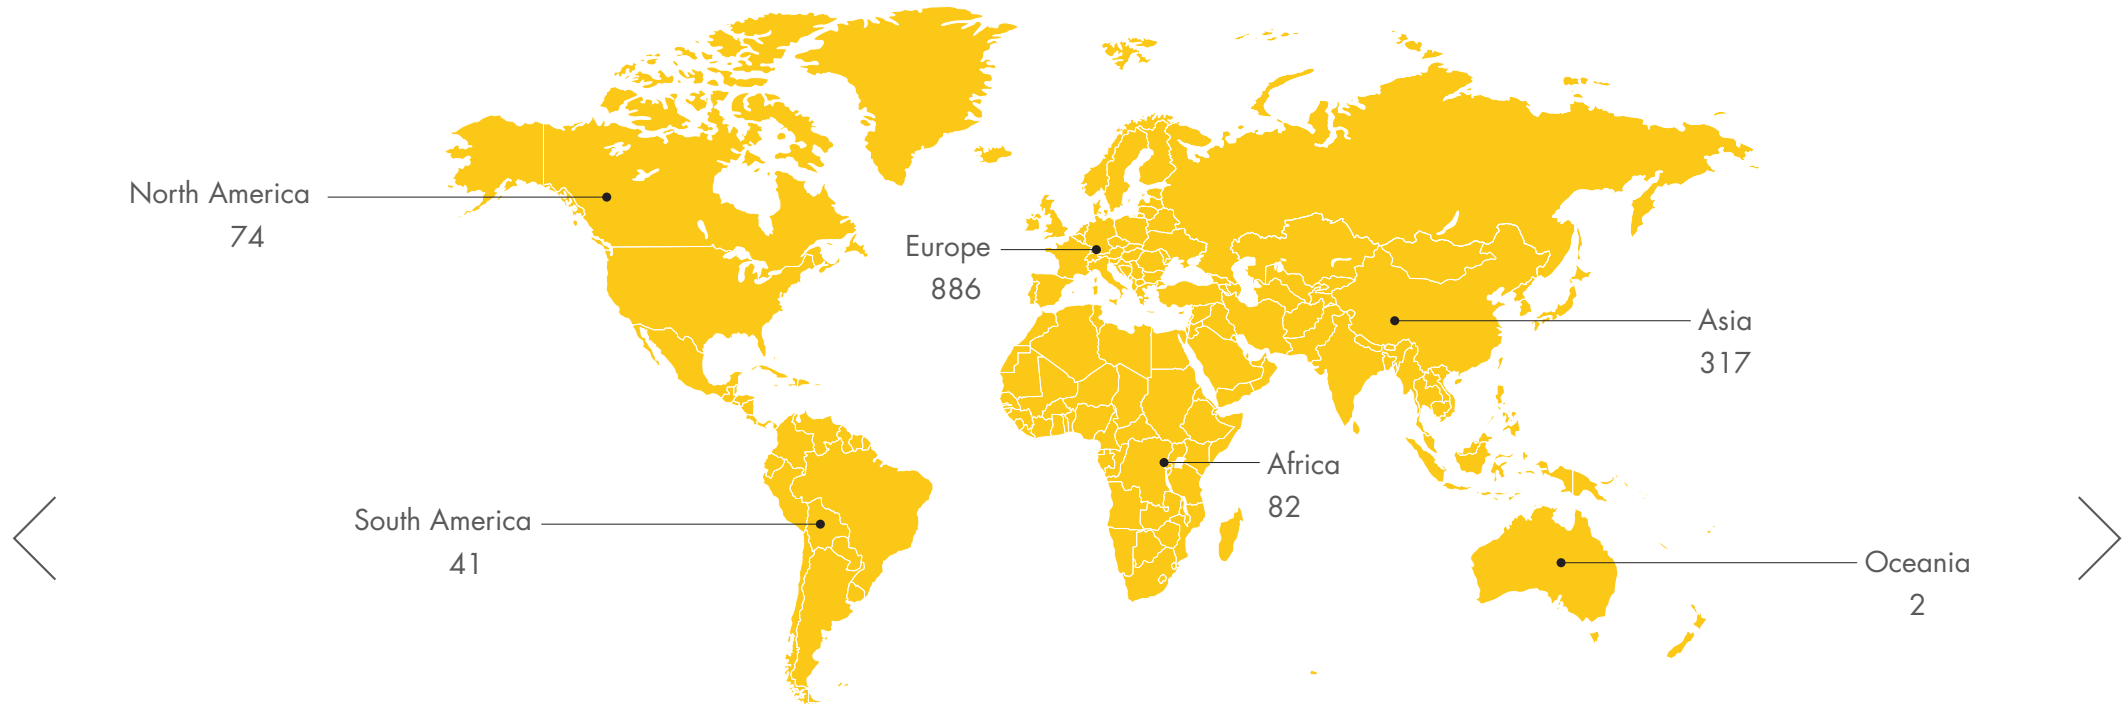 North America
74
Europe
886
Asia
317
Africa
82
South America
41
Oceania
2